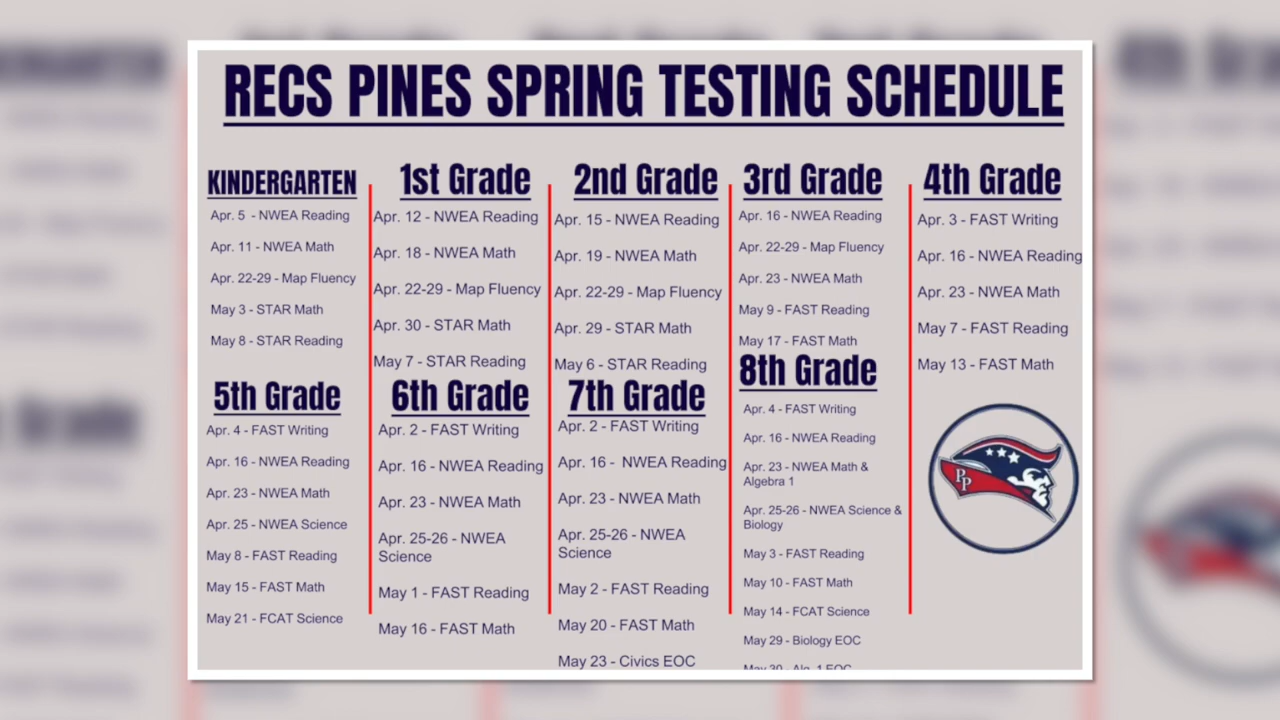 RECS PINES SPRING TESTING SCHEDULE
KINDERGARTEN
Apr. 5 - NWEA Reading
Apr. 11 - NWEA Math
Apr. 22-29 - Map Fluency
May 3 - STAR Math
May 8 - STAR Reading
1st Grade
Apr. 12 - NWEA Reading
Apr. 18 - NWEA Math
Apr. 22-29 - Map Fluency
Apr. 30 - STAR Math
May 7 - STAR Reading
2nd Grade
Apr. 15 - NWEA Reading
Apr. 19 - NWEA Math
Apr. 22-29 - Map Fluency
Apr. 29 - STAR Math
May 6 - STAR Reading
3rd Grade
Apr. 16 - NWEA Reading
Apr. 22-29 - Map Fluency
Apr. 23 - NWEA Math
May 9 - FAST Reading
May 17 - FAST Math
4th Grade
Apr. 3 - FAST Writing
Apr. 16 - NWEA Reading
Apr. 23 - NWEA Math
May 7 - FAST Reading
May 13 - FAST Math
5th Grade
Apr. 4 - FAST Writing
Apr. 16 - NWEA Reading
Apr. 23 - NWEA Math
Apr. 25 - NWEA Science
May 8 - FAST Reading
May 15 - FAST Math
May 21 - FCAT Science
6th Grade
Apr. 2 - FAST Writing
Apr. 16 - NWEA Reading
Apr. 23 - NWEA Math
Apr. 25-26 - NWEA
Science
May 1 - FAST Reading
May 16 - FAST Math
7th Grade
Apr. 2 - FAST Writing
Apr. 16 - NWEA Reading
Apr. 23 - NWEA Math
Apr. 25-26 - NWEA
Science
May 2 - FAST Reading
May 20 - FAST Math
May 23 - Civics EOC
8th Grade
Apr. 4 - FAST Writing
Apr. 16 - NWEA Reading
Apr. 23 - NWEA Math &
Algebra 1
Apr. 25-26 - NWEA Science &
Biology
May 3 - FAST Reading
May 10 - FAST Math
May 14 - FCAT Science
May 29 - Biology EOC
May 30 - Alg. 1 EOC
PP